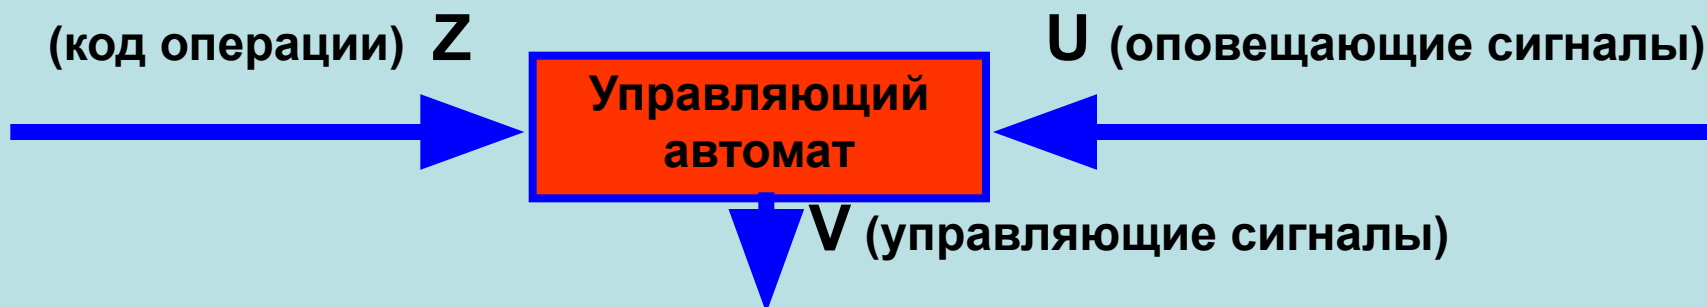 (код операции) Z
U (оповещающие сигналы)
Управляющий
автомат
V (управляющие сигналы)